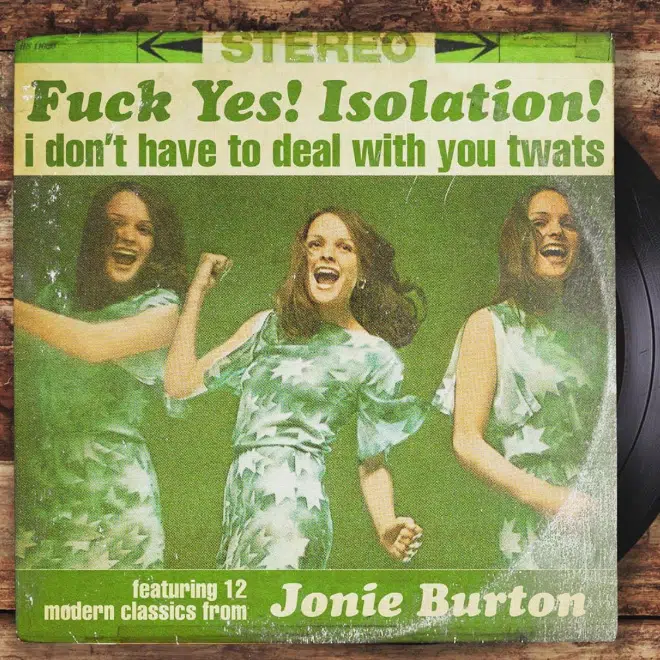 STEREO
Fuck Yes! Isolation!
i don't have to deal with you twats
featuring 12
modern classics from
Jonie Burton